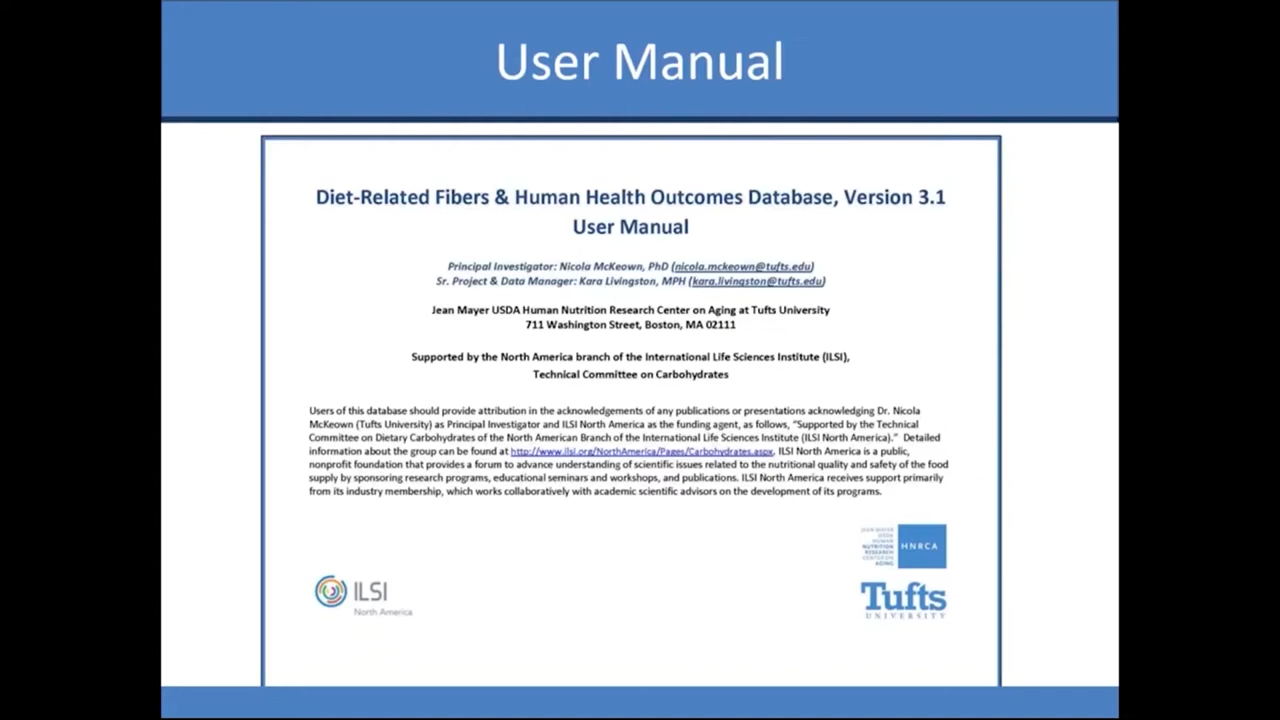 User Manual
Diet-Related Fibers & Human Health Outcomes Database, Version 3.1
User Manual
Principal Investigator: Nicola McKeown, PhD (nicola.mckeown@tufts.edu)
Sr. Project & Data Manager: Kara Livingston, MPH (kara.livingston@tufts.edu)
Jean Mayer USDA Human Nutrition Research Center on Aging at Tufts University
711 Washington Street, Boston, MA 02111
Supported by the North America branch of the International Life Sciences Institute (ILSI),
Technical Committee on Carbohydrates
Users of this database should provide attribution in the acknowledgements of any publications or presentations acknowledging Dr. Nicola
McKeown (Tufts University) as Principal Investigator and ILSI North America as the funding agent, as follows, “Supported by the Technical
Committee on Dietary Carbohydrates of the North American Branch of the International Life Sciences Institute (ILSI North America).” Detailed
information about the group can be found at http://www.ilsi.org/NorthAmerica/Pages/Carbohydrates.aspx. ILSI North America is a public,
nonprofit foundation that provides a forum to advance understanding of scientific issues related to the nutritional quality and safety of the food
supply by sponsoring research programs, educational seminars and workshops, and publications. ILSI North America receives support primarily
from its industry membership, which works collaboratively with academic scientific advisors on the development of its programs.
JEAN MAYER
USDA
HUMAN
NUTRITION
RESEARCH
CENTER ON
AGING
HNRCA
ILSI
North America
Tufts
UNIVERSITY